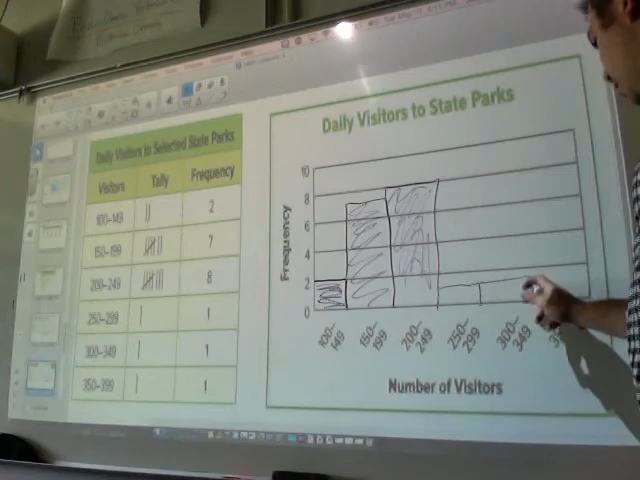 Daily Visitors to Selected State Parks
Visitors Tally Frequency
100–149 || 2
150–199 7
200–249 8
250–299 | 1
300–349 | 1
350–399 | 1
Daily Visitors to State Parks
Frequency
10
8
6
4
2
0
100–149
150–199
200–249
250–299
300–349
Number of Visitors